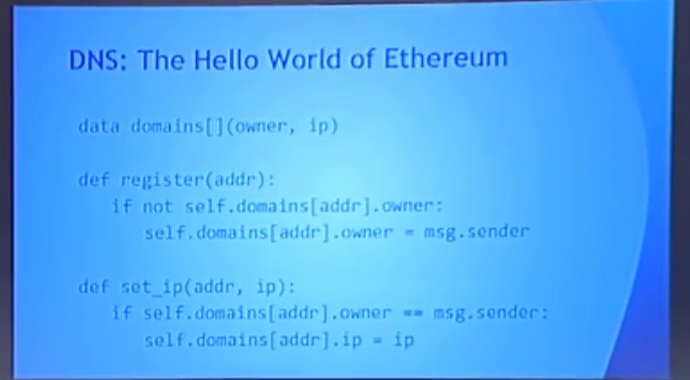 DNS: The Hello World of Ethereum
data domains[](owner, ip)
def register(addr):
if not self.domains[addr].owner:
self.domains[addr].owner = msg.sender
def set_ip(addr, ip):
if self.domains[addr].owner == msg.sender:
self.domains[addr].ip = ip